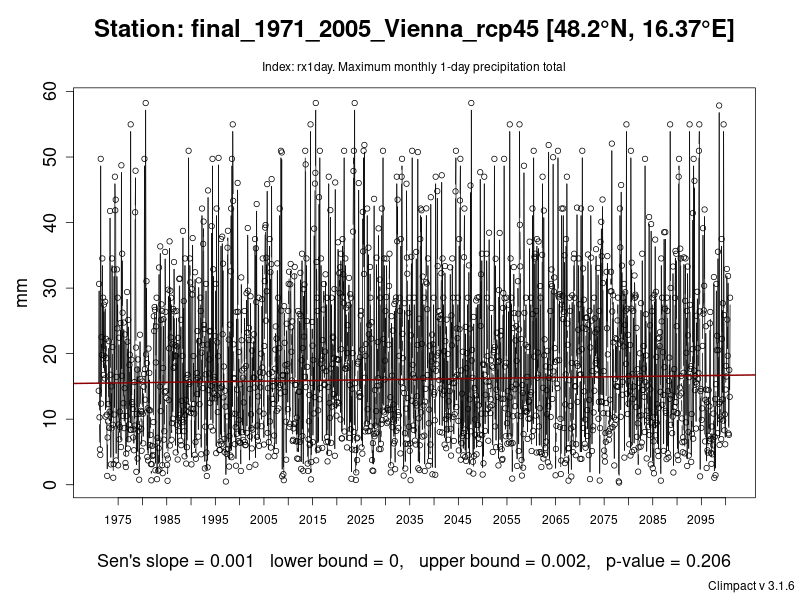 Station: final_1971_2005_Vienna_rcp45 [48.2°N, 16.37°E]
Index: rx1day. Maximum monthly 1-day precipitation total
60
50
40
30
20
10
0
mm
1975 1985 1995 2005 2015 2025 2035 2045 2055 2065 2075 2085 2095
Sen's slope = 0.001 lower bound = 0, upper bound = 0.002, p-value = 0.206
Climpact v 3.1.6